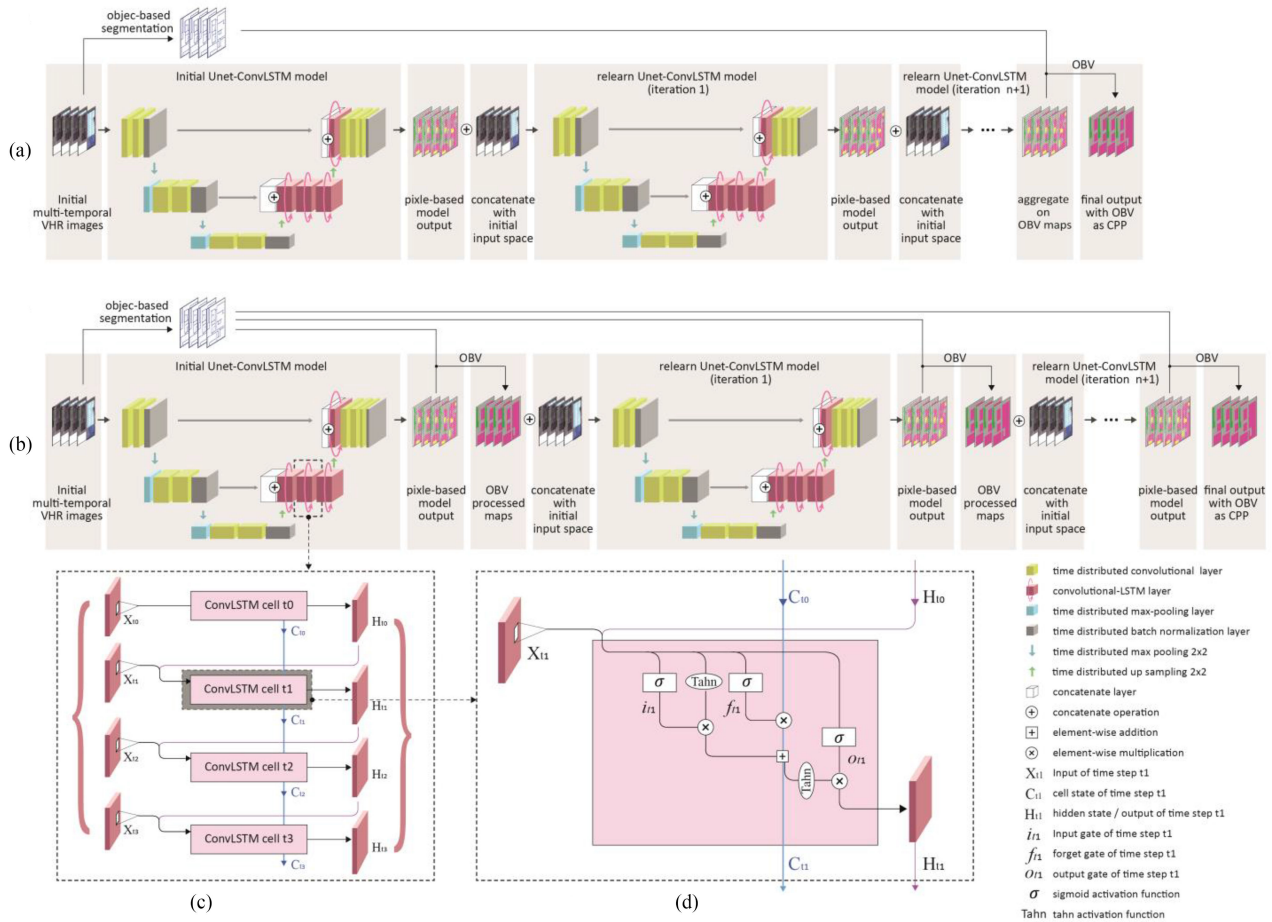 objec-based
segmentation
OBV
Initial Unet-ConvLSTM model
relearn Unet-ConvLSTM model
(iteration 1)
relearn Unet-ConvLSTM
model (iteration n+1)
(a)
Initial
multi-temporal
VHR images
pixle-based
model
output
concatenate
with
initial
input space
pixle-based
model
output
concatenate
with
initial
input space
aggregate
on
OBV maps
final output
with OBV
as CPP
objec-based
segmentation
Initial Unet-ConvLSTM model
OBV
relearn Unet-ConvLSTM model
(iteration 1)
OBV
relearn Unet-ConvLSTM
model (iteration n+1)
OBV
(b)
Initial
multi-temporal
VHR images
pixle-based
model
output
OBV
processed
maps
concatenate
with
initial
input space
pixle-based
model
output
OBV
processed
maps
concatenate
with
initial
input space
pixle-based
model
output
final output
with OBV
as CPP
Xt0
ConvLSTM cell t0
Ht0
Ct0
Xt1
ConvLSTM cell t1
Ht1
Ct1
Xt2
ConvLSTM cell t2
Ht2
Ct2
Xt3
ConvLSTM cell t3
Ht3
Ct3
(c)
Ct0
Ht0
Xt1
σ
Tahn
σ
it1
ft1
σ
ot1
Tahn
Ct1
Ht1
(d)
time distributed convolutional layer
convolutional-LSTM layer
time distributed max-pooling layer
time distributed batch normalization layer
time distributed max pooling 2x2
time distributed up sampling 2x2
concatenate layer
concatenate operation
element-wise addition
element-wise multiplication
Xt1 Input of time step t1
Ct1 cell state of time step t1
Ht1 hidden state / output of time step t1
it1 Input gate of time step t1
ft1 forget gate of time step t1
ot1 output gate of time step t1
σ sigmoid activation function
Tahn tahn activation function